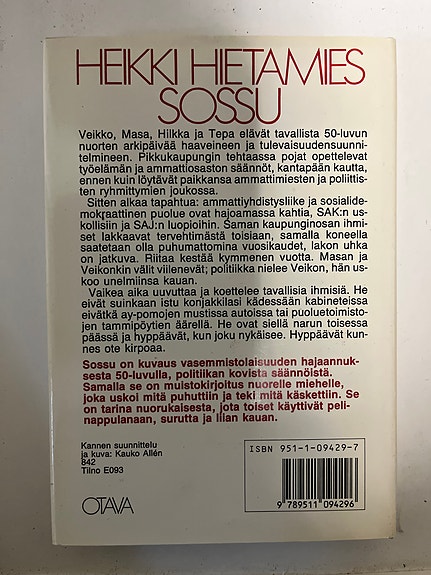 HEIKKI HIETAMIES
SOSSU
Veikko, Masa, Hilkka ja Tepa elävät tavallista 50-luvun
nuorten arkipäivää haaveineen ja tulevaisuudensuunni-
telmineen. Pikkukaupungin tehtaassa pojat opettelevat
työelämän ja ammattiosaston säännöt, kantapään kautta,
ennen kuin löytävät paikkansa ammattimiesten ja poliittis-
ten ryhmittymien joukossa.
Sitten alkaa tapahtua: ammattiyhdistysliike ja sosialide-
mokraattinen puolue ovat hajoamassa kahtia, SAK:n us-
kollisiin ja SAJ:n luopioihin. Saman kaupunginosan ihmi-
set lakkaavat tervehtimästä toisiaan, samalla koneella
saatetaan olla puhumattomina vuosikaudet, lakon uhka
on jatkuva. Riitaa kestää kymmenen vuotta. Masan ja
Veikonkin välit viilenevät; politiikka nielee Veikon, hän us-
koo unelmiinsa kauan.
Vaikea aika uuvuttaa ja koettelee tavallisia ihmisiä. He
eivät suinkaan istu konjakkilasi kädessään kabineteissa
eivätkä ay-pomojen mustissa autoissa tai puoluetoimisto-
jen tammipöytien äärellä. He ovat siellä narun toisessa
päässä ja hyppäävät, kun joku nykäisee. Hyppäävät kun-
nes ote kirpoaa.
Sossu on kuvaus vasemmistolaisuuden hajaannuk-
sesta 50-luvulla, politiikan kovista säännöistä.
Samalla se on muistokirjoitus nuorelle miehelle,
joka uskoi mitä puhuttiin ja teki mitä käskettiin. Se
on tarina nuorukaisesta, jota toiset käyttivät peli-
nappulanaan, surutta ja liian kauan.
Kannen suunnittelu
ja kuva: Kauko Allén
842
Tiino E093
OTAVA
ISBN 951-1-09429-7
9 789511 094296